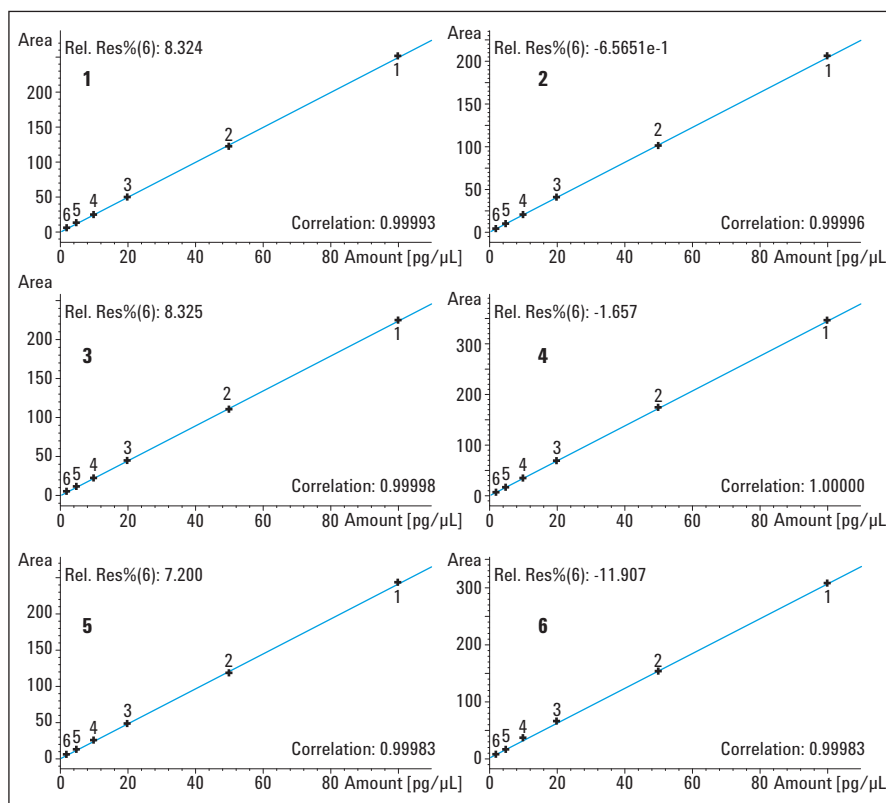 Area
Rel. Res%(6): 8.324
1
250
200
150
100
50
0
6 5 4 3 2 1
Correlation: 0.99993
0 20 40 60 80 Amount [pg/µL]
Area
Rel. Res%(6): -6.5651e-1
2
200
150
100
50
0
6 5 4 3 2 1
Correlation: 0.99996
0 20 40 60 80 Amount [pg/µL]
Area
Rel. Res%(6): 8.325
3
200
150
100
50
0
6 5 4 3 2 1
Correlation: 0.99998
0 20 40 60 80 Amount [pg/µL]
Area
Rel. Res%(6): -1.657
4
300
200
100
0
6 5 4 3 2 1
Correlation: 1.00000
0 20 40 60 80 Amount [pg/µL]
Area
Rel. Res%(6): 7.200
5
200
150
100
50
0
6 5 4 3 2 1
Correlation: 0.99983
0 20 40 60 80 Amount [pg/µL]
Area
Rel. Res%(6): -11.907
6
300
200
100
0
6 5 4 3 2 1
Correlation: 0.99983
0 20 40 60 80 Amount [pg/µL]